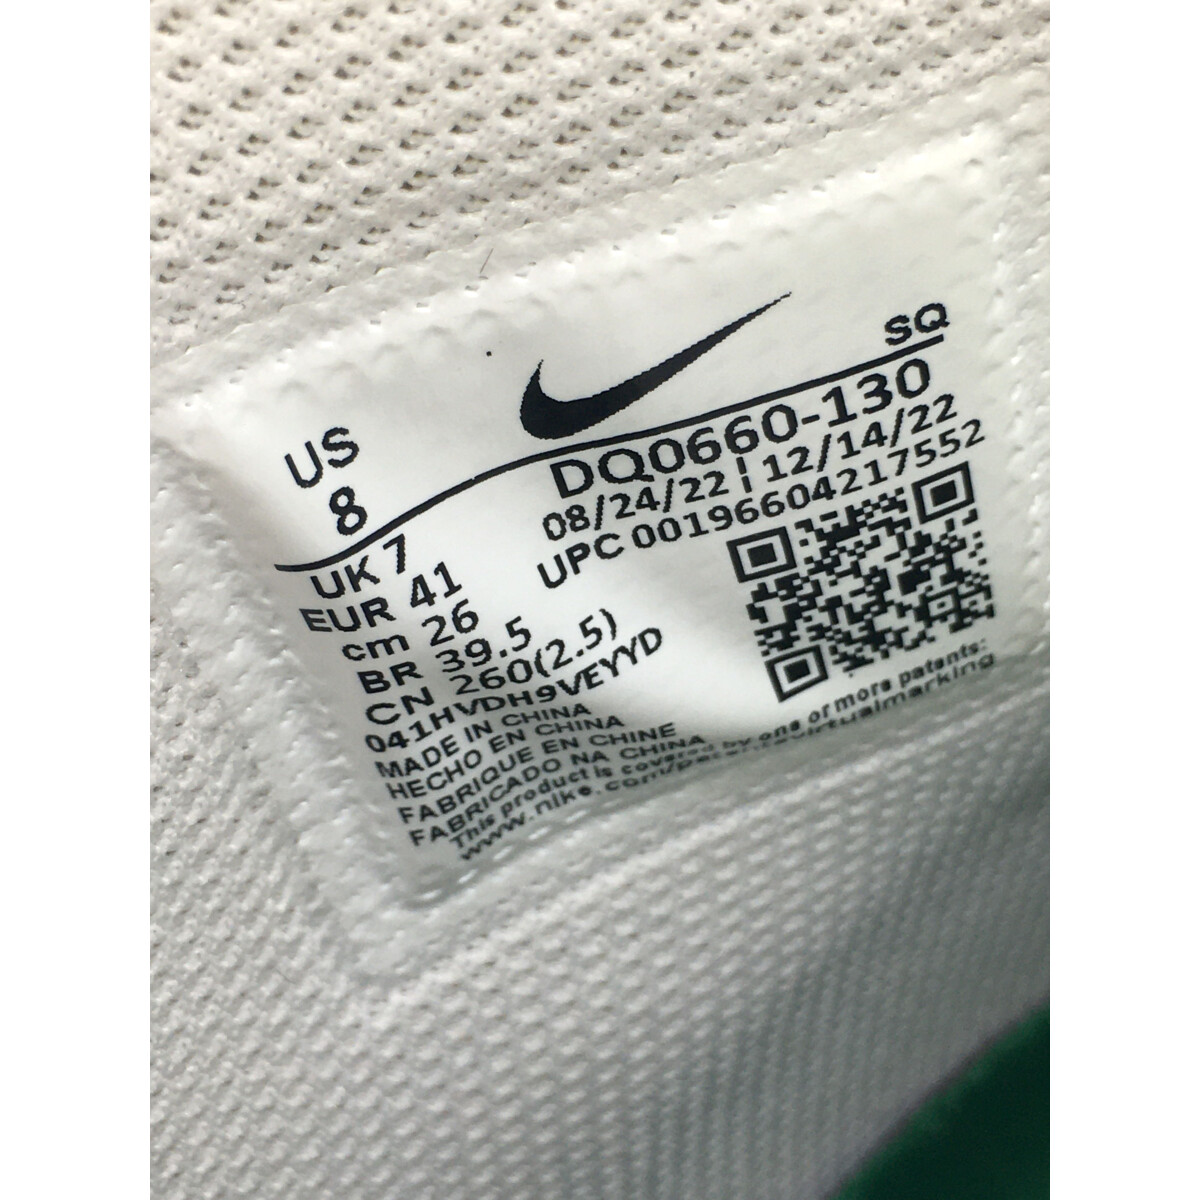 SQ
US
8
DQ0660-130
08/24/22 | 12/14/22
UPC 00196604217552
UK 7
EUR 41
cm 26
BR 39.5
CN 260(2.5)
041HVDH9VEYYD
MADE IN CHINA
HECHO EN CHINA
FABRIQUE EN CHINE
FABRICADO NA CHINA
This product is covered by one or more patents:
www.nike.com/patentsvirtualmarking